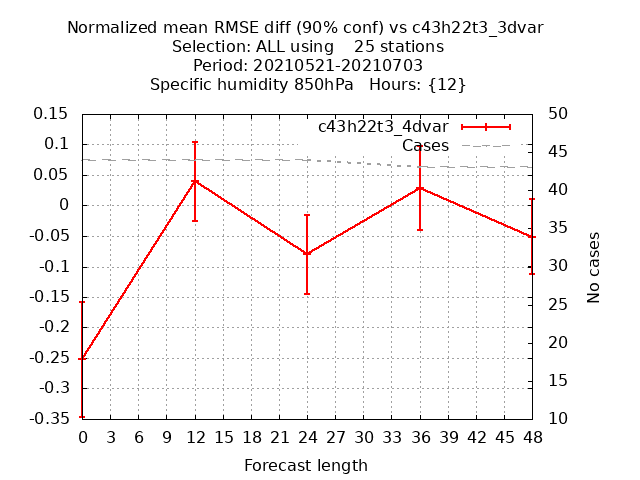 Normalized mean RMSE diff (90% conf) vs c43h22t3_3dvar
Selection: ALL using    25 stations
Period: 20210521-20210703
Specific humidity 850hPa   Hours: {12}
c43h22t3_4dvar
Cases
0.15
0.1
0.05
0
-0.05
-0.1
-0.15
-0.2
-0.25
-0.3
-0.35
50
45
40
35
30
25
20
15
10
No cases
0 3 6 9 12 15 18 21 24 27 30 33 36 39 42 45 48
Forecast length